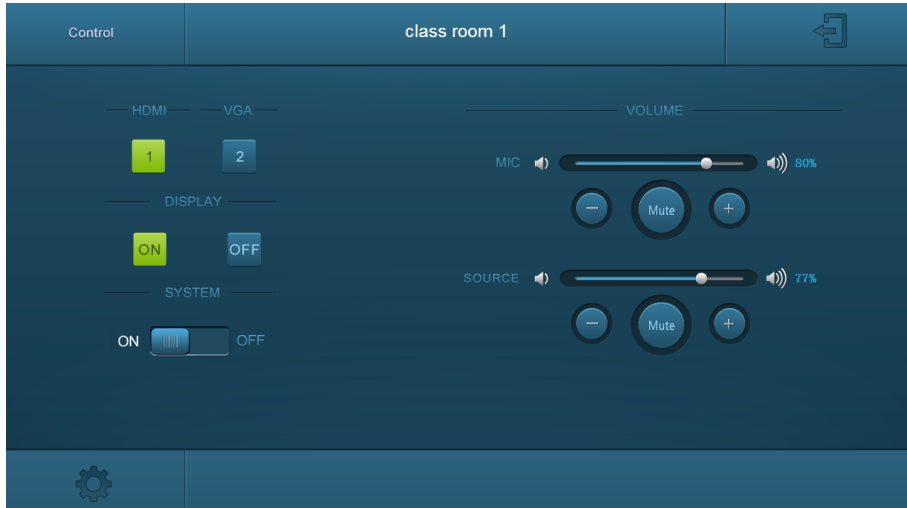 Control
class room 1
HDMI VGA
1 2
DISPLAY
ON OFF
SYSTEM
ON OFF
VOLUME
MIC 80%
− Mute +
SOURCE 77%
− Mute +